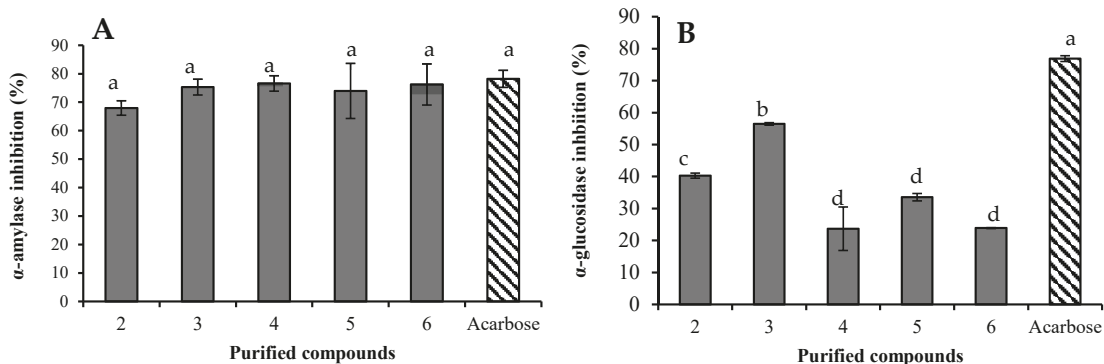 A
α-amylase inhibition (%)
90
80
70
60
50
40
30
20
10
0
a
a
a
a
a
a
2 3 4 5 6 Acarbose
Purified compounds
B
α-glucosidase inhbiition (%)
90
80
70
60
50
40
30
20
10
0
c
b
d
d
d
a
2 3 4 5 6 Acarbose
Purified compounds